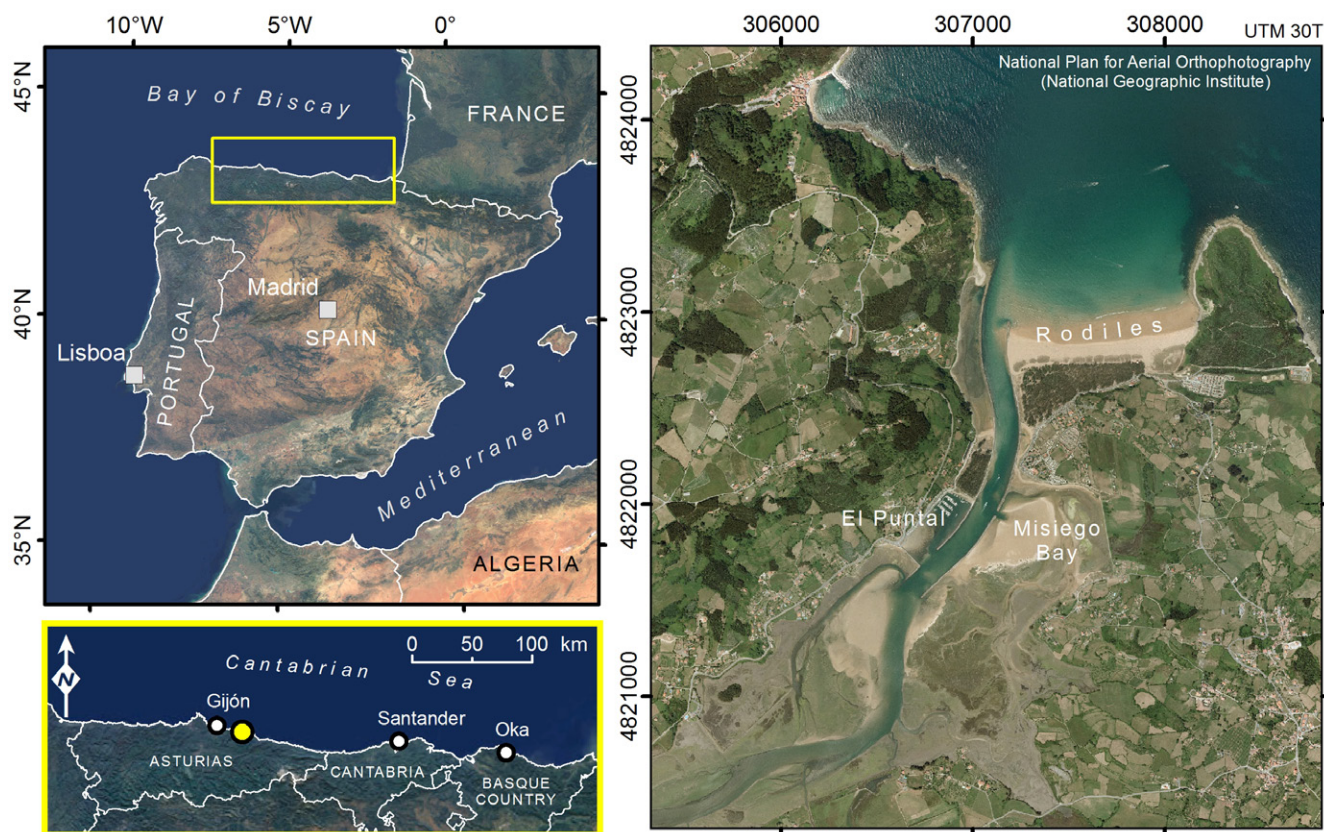 10°W
5°W
0°
45°N
40°N
35°N
Bay of Biscay
FRANCE
Madrid
SPAIN
PORTUGAL
Lisboa
Mediterranean
ALGERIA
N
0 50 100 km
Cantabrian Sea
Gijón
Santander
Oka
ASTURIAS
CANTABRIA
BASQUE
COUNTRY
306000
307000
308000
UTM 30T
4824000
4823000
4822000
4821000
National Plan for Aerial Orthophotography
(National Geographic Institute)
Rodiles
El Puntal
Misiego
Bay